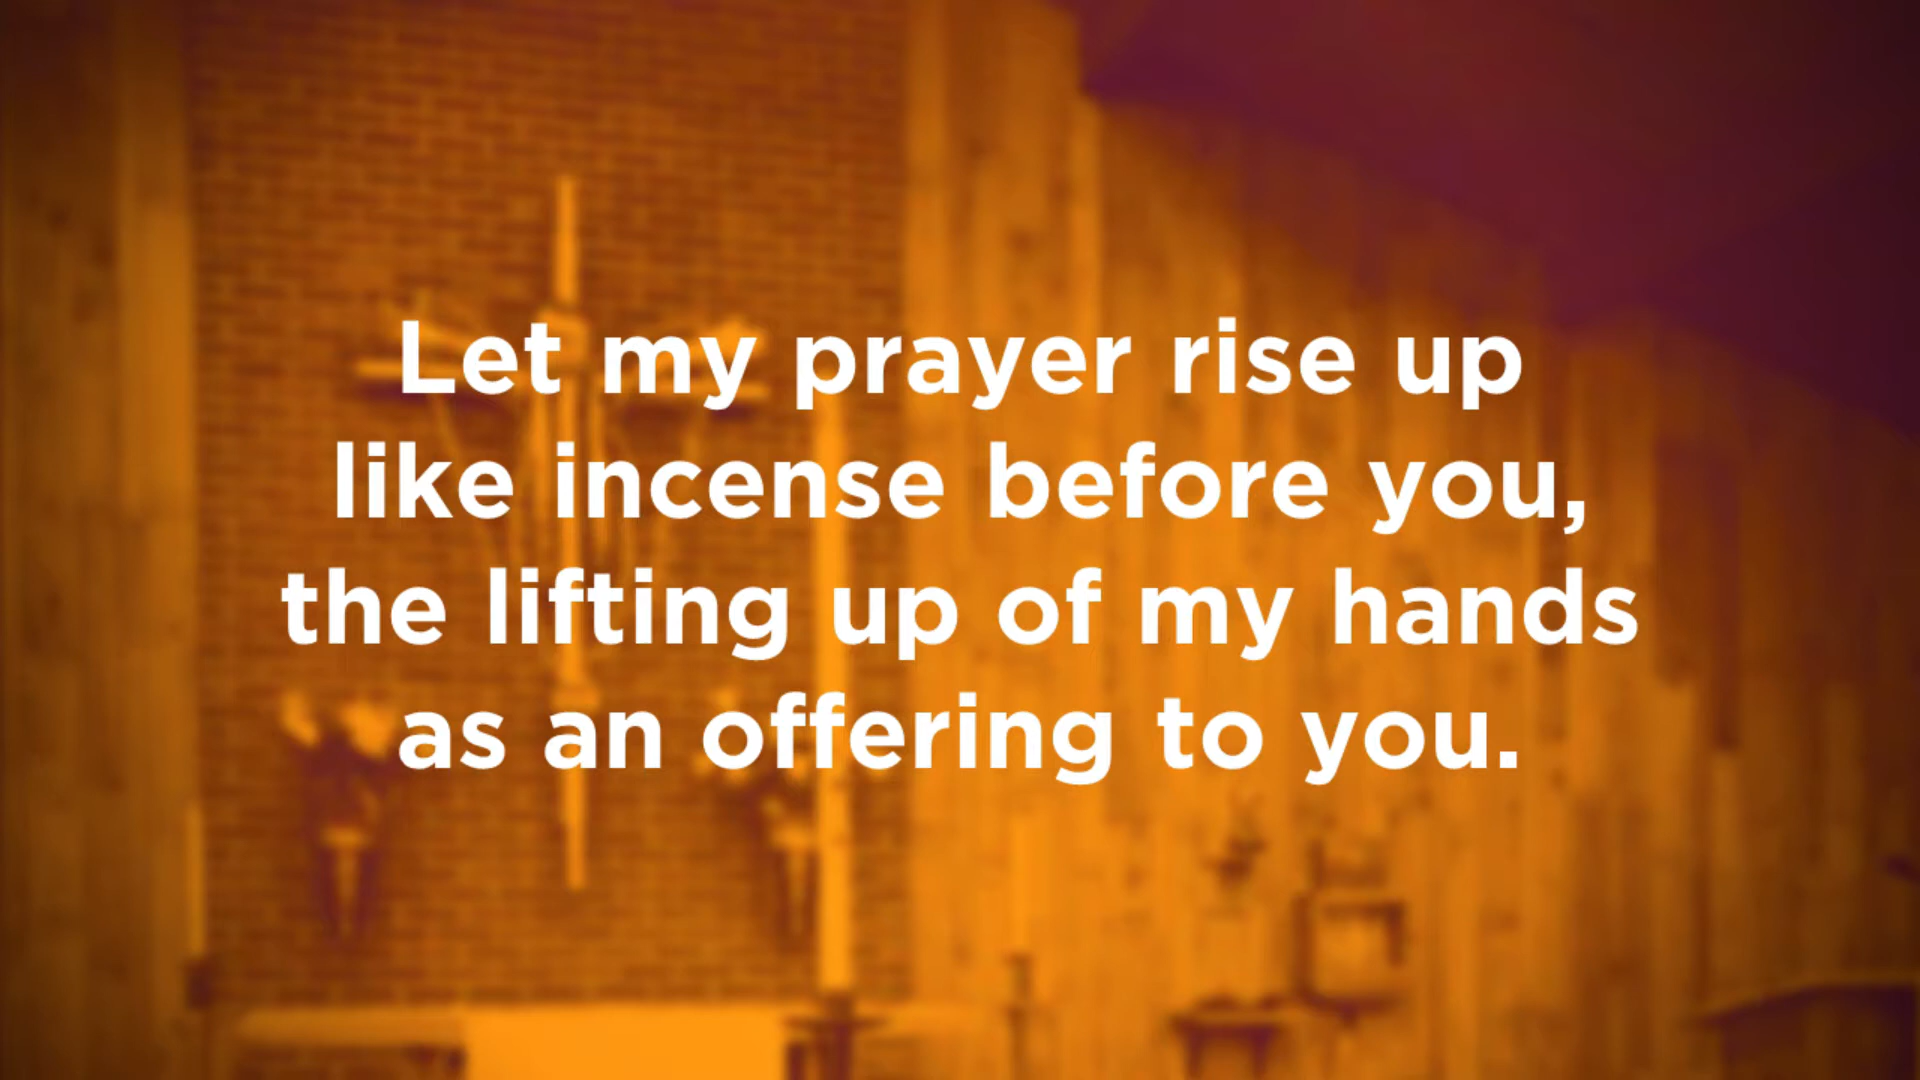 Let my prayer rise up
like incense before you,
the lifting up of my hands
as an offering to you.